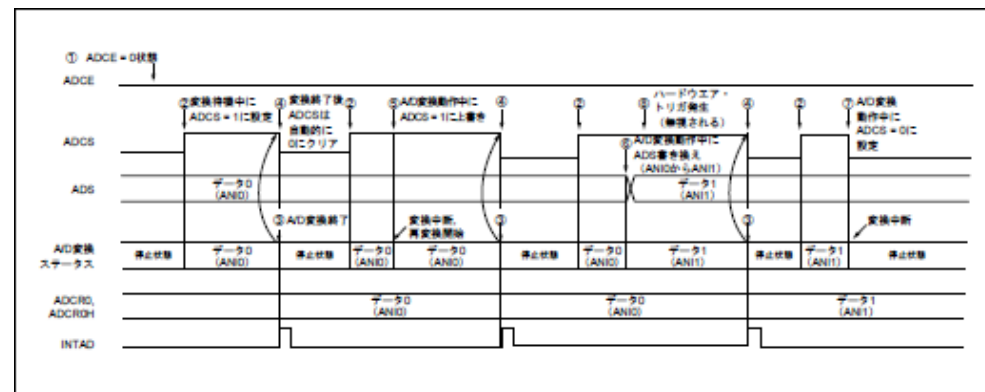 ① ADCE = 0状態
ADCE
②変換待機中に
ADCS = 1に設定
④ 変換終了後
ADCSは
自動的に
0にクリア
②
⑤A/D変換動作中に
ADCS = 1に上書き
④
②
⑧ ハードウエア・
トリガ発生
(無視される)
④
②
⑦A/D変換
動作中に
ADCS = 0に
設定
ADCS
⑥A/D変換動作中に
ADS書き換え
(ANI0からANI1)
ADS
データ0
(ANI0)
データ1
(ANI1)
③A/D変換終了
変換中断,
再変換開始
③
③
変換中断
A/D変換
ステータス
停止状態
データ0
(ANI0)
停止状態
データ0
(ANI0)
データ0
(ANI0)
停止状態
データ0
(ANI0)
データ1
(ANI1)
停止状態
データ1
(ANI1)
停止状態
ADCR0,
ADCR0H
データ0
(ANI0)
データ0
(ANI0)
データ1
(ANI1)
INTAD